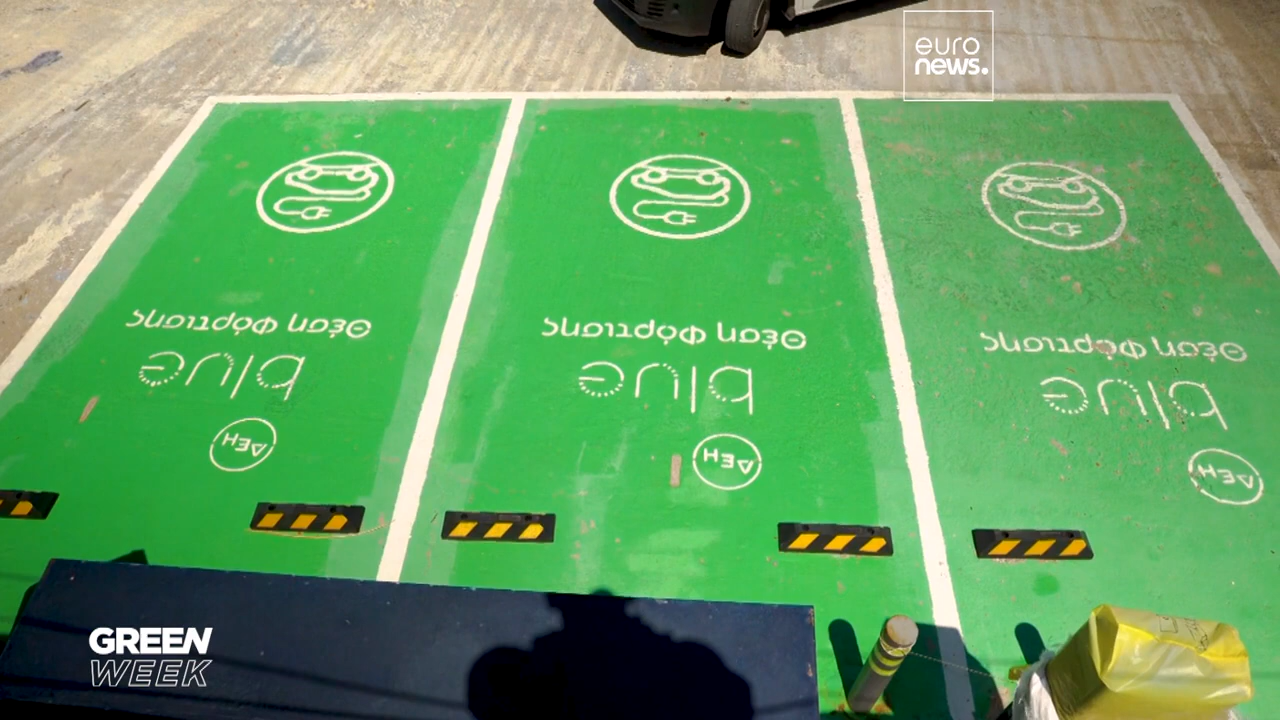 euro
news.
Θέση Φόρτισης
blue
ΔΕΗ
Θέση Φόρτισης
blue
ΔΕΗ
Θέση Φόρτισης
blue
ΔΕΗ
GREEN
WEEK